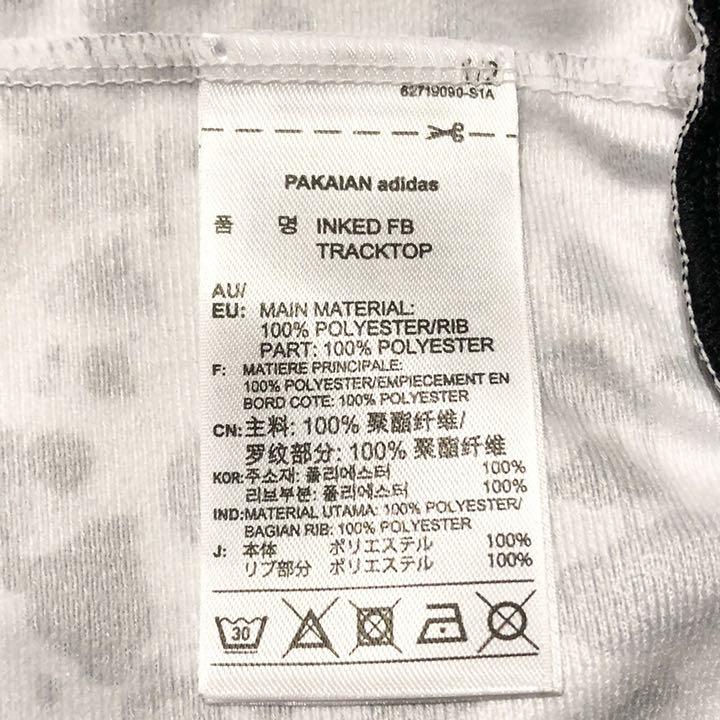 62719090-S1A
PAKAIAN adidas
품 명 INKED FB
TRACKTOP
AU/
EU: MAIN MATERIAL:
100% POLYESTER/RIB
PART: 100% POLYESTER
F: MATIERE PRINCIPALE:
100% POLYESTER/EMPIECEMENT EN
BORD COTE: 100% POLYESTER
CN: 主料: 100% 聚酯纤维/
罗纹部分: 100% 聚酯纤维
KOR: 주소재: 폴리에스터 100%
리브부분: 폴리에스터 100%
IND: MATERIAL UTAMA: 100% POLYESTER/
BAGIAN RIB: 100% POLYESTER
J: 本体 ポリエステル 100%
リブ部分 ポリエステル 100%
30